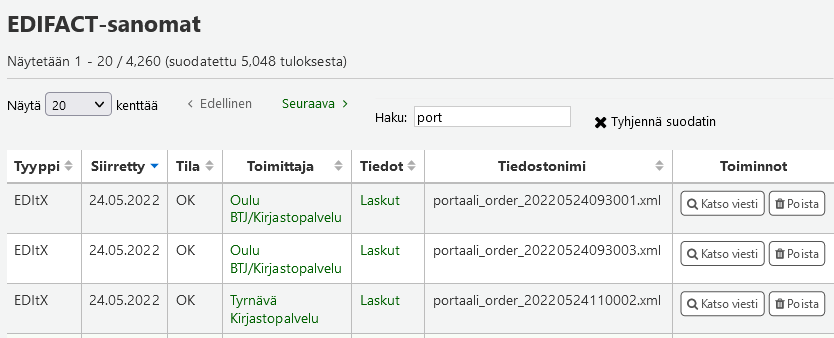 EDIFACT-sanomat
Näytetään 1 - 20 / 4,260 (suodatettu 5,048 tuloksesta)
Näytä 20 kenttää Edellinen Seuraava Haku: port Tyhjennä suodatin
Tyyppi Siirretty Tila Toimittaja Tiedot Tiedostonimi Toiminnot
EDItX 24.05.2022 OK Oulu Laskut portaali_order_20220524093001.xml Katso viesti Poista
BTJ/Kirjastopalvelu
EDItX 24.05.2022 OK Oulu Laskut portaali_order_20220524093003.xml Katso viesti Poista
BTJ/Kirjastopalvelu
EDItX 24.05.2022 OK Tyrnävä Laskut portaali_order_20220524110002.xml Katso viesti Poista
Kirjastopalvelu